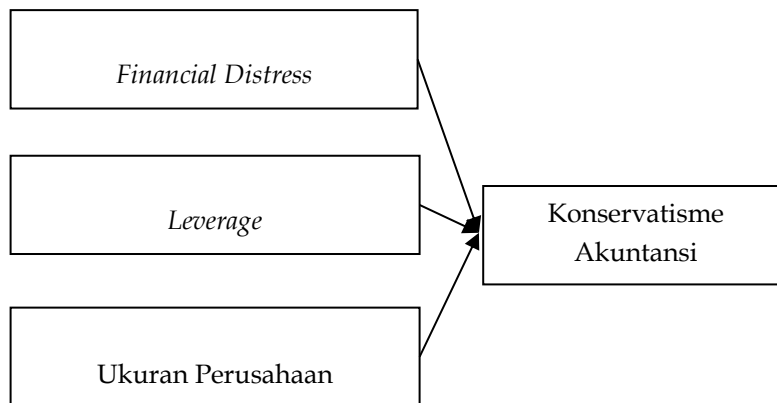 Financial Distress
Leverage
Konservatisme
Akuntansi
Ukuran Perusahaan